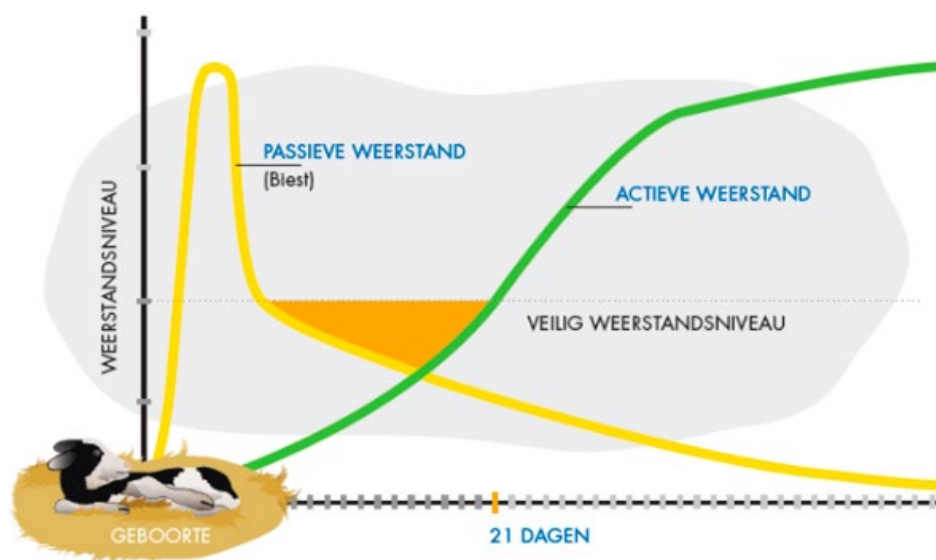 PASSIEVE WEERSTAND
(Biest)
ACTIEVE WEERSTAND
WEERSTANDSNIVEAU
VEILIG WEERSTANDSNIVEAU
GEBOORTE
21 DAGEN